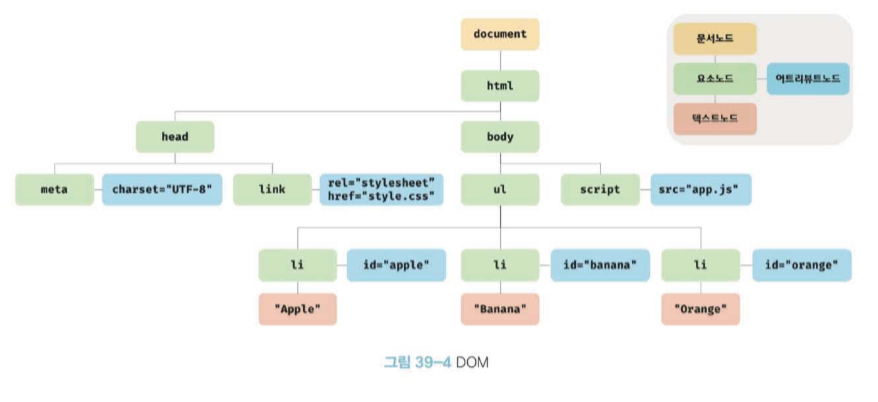 document
문서노드
요소노드
어트리뷰트노드
텍스트노드
html
head
body
meta
charset="UTF-8"
link
rel="stylesheet"
href="style.css"
ul
script
src="app.js"
li
id="apple"
li
id="banana"
li
id="orange"
"Apple"
"Banana"
"Orange"
그림 39-4 DOM